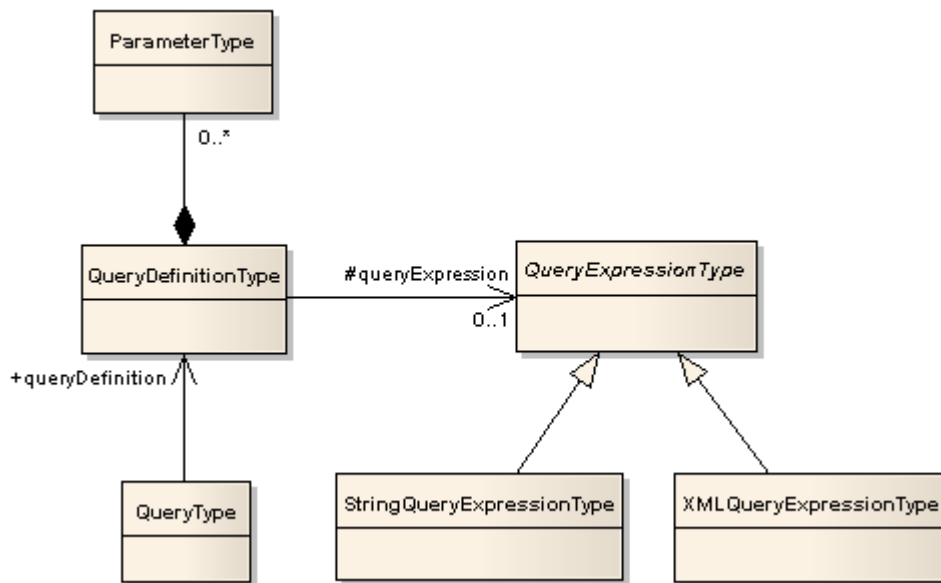 ParameterType
0..*
QueryDefinitionType
#queryExpression
0..1
QueryExpressionType
+queryDefinition
QueryType
StringQueryExpressionType
XMLQueryExpressionType